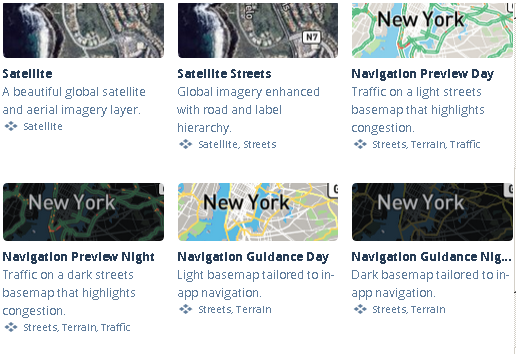 N7
New York
Satellite
Satellite Streets
Navigation Preview Day
A beautiful global satellite
and aerial imagery layer.
Satellite
Global imagery enhanced
with road and label
hierarchy.
Satellite, Streets
Traffic on a light streets
basemap that highlights
congestion.
Streets, Terrain, Traffic
New York
New York
New York
Navigation Preview Night
Traffic on a dark streets
basemap that highlights
congestion.
Streets, Terrain, Traffic
Navigation Guidance Day
Light basemap tailored to in-
app navigation.
Streets, Terrain
Navigation Guidance Nig...
Dark basemap tailored to in-
app navigation.
Streets, Terrain